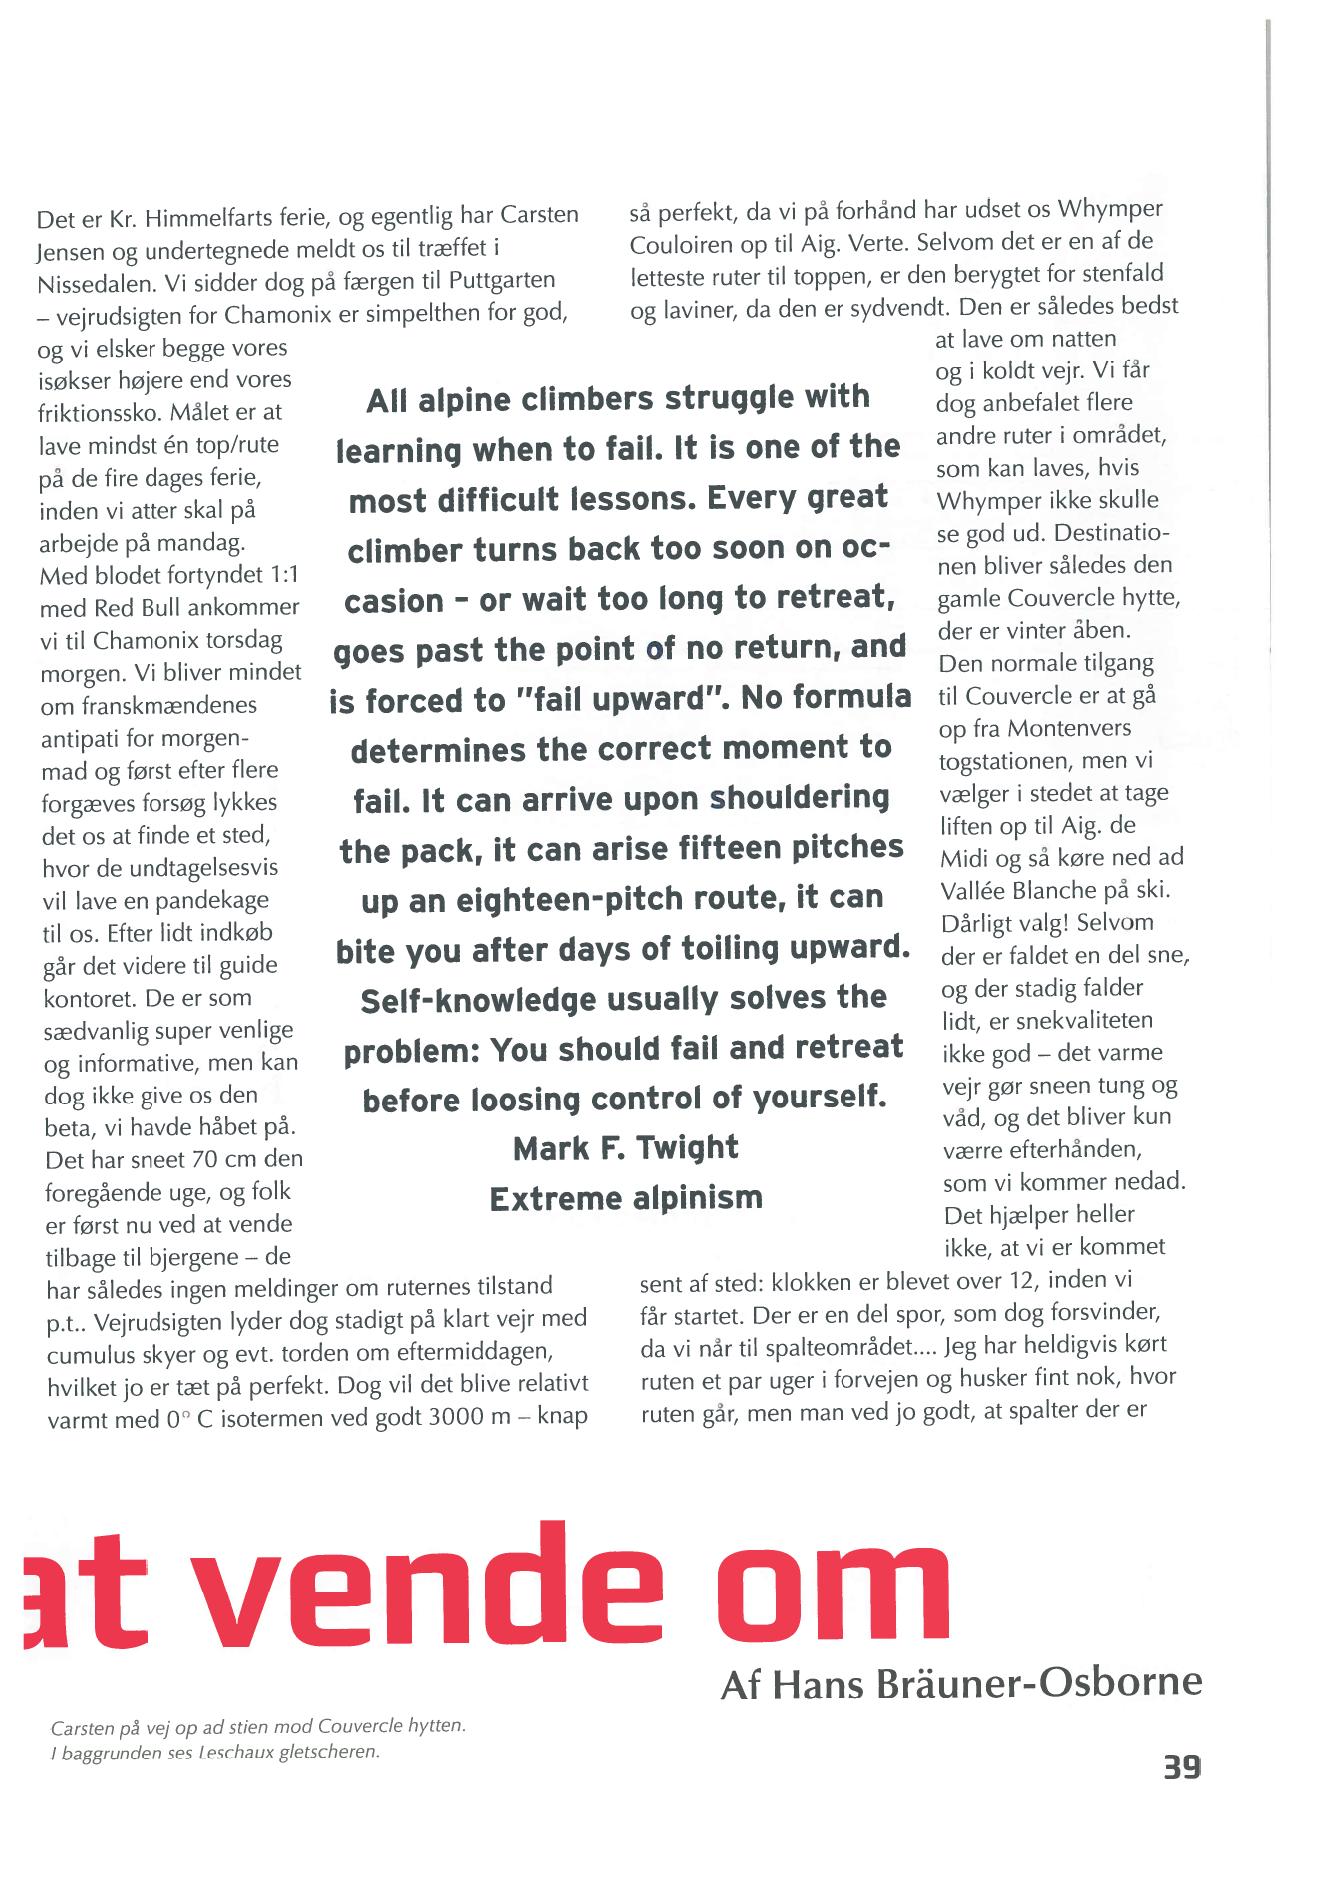 Det er Kr. Himmelfarts ferie, og egentlig har Carsten
Jensen og undertegnede meldt os til træffet i
Nissedalen. Vi sidder dog på færgen til Puttgarten
– vejrudsigten for Chamonix er simpelthen for god,
og vi elsker begge vores
isøkser højere end vores
friktionssko. Målet er at
lave mindst én top/rute
på de fire dages ferie,
inden vi atter skal på
arbejde på mandag.
Med blodet fortyndet 1:1
med Red Bull ankommer
vi til Chamonix torsdag
morgen. Vi bliver mindet
om franskmændenes
antipati for morgen-
mad og først efter flere
forgæves forsøg lykkes
det os at finde et sted,
hvor de undtagelsesvis
vil lave en pandekage
til os. Efter lidt indkøb
går det videre til guide
kontoret. De er som
sædvanlig super venlige
og informative, men kan
dog ikke give os den
beta, vi havde håbet på.
Det har sneet 70 cm den
foregående uge, og folk
er først nu ved at vende
tilbage til bjergene – de
har således ingen meldinger om ruternes tilstand
p.t.. Vejrudsigten lyder dog stadigt på klart vejr med
cumulus skyer og evt. torden om eftermiddagen,
hvilket jo er tæt på perfekt. Dog vil det blive relativt
varmt med 0° C isotermen ved godt 3000 m – knap
All alpine climbers struggle with
learning when to fail. It is one of the
most difficult lessons. Every great
climber turns back too soon on oc-
casion - or wait too long to retreat,
goes past the point of no return, and
is forced to "fail upward". No formula
determines the correct moment to
fail. It can arrive upon shouldering
the pack, it can arise fifteen pitches
up an eighteen-pitch route, it can
bite you after days of toiling upward.
Self-knowledge usually solves the
problem: You should fail and retreat
before loosing control of yourself.
Mark F. Twight
Extreme alpinism
så perfekt, da vi på forhånd har udset os Whymper
Couloiren op til Aig. Verte. Selvom det er en af de
letteste ruter til toppen, er den berygtet for stenfald
og laviner, da den er sydvendt. Den er således bedst
at lave om natten
og i koldt vejr. Vi får
dog anbefalet flere
andre ruter i området,
som kan laves, hvis
Whymper ikke skulle
se god ud. Destinatio-
nen bliver således den
gamle Couvercle hytte,
der er vinter åben.
Den normale tilgang
til Couvercle er at gå
op fra Montenvers
togstationen, men vi
vælger i stedet at tage
liften op til Aig. de
Midi og så køre ned ad
Vallée Blanche på ski.
Dårligt valg! Selvom
der er faldet en del sne,
og der stadig falder
lidt, er snekvaliteten
ikke god – det varme
vejr gør sneen tung og
våd, og det bliver kun
værre efterhånden,
som vi kommer nedad.
Det hjælper heller
ikke, at vi er kommet
sent af sted: klokken er blevet over 12, inden vi
får startet. Der er en del spor, som dog forsvinder,
da vi når til spalteområdet.... Jeg har heldigvis kørt
ruten et par uger i forvejen og husker fint nok, hvor
ruten går, men man ved jo godt, at spalter der er
at vende om
Af Hans Bräuner-Osborne
Carsten på vej op ad stien mod Couvercle hytten.
I baggrunden ses Leschaux gletscheren.
39